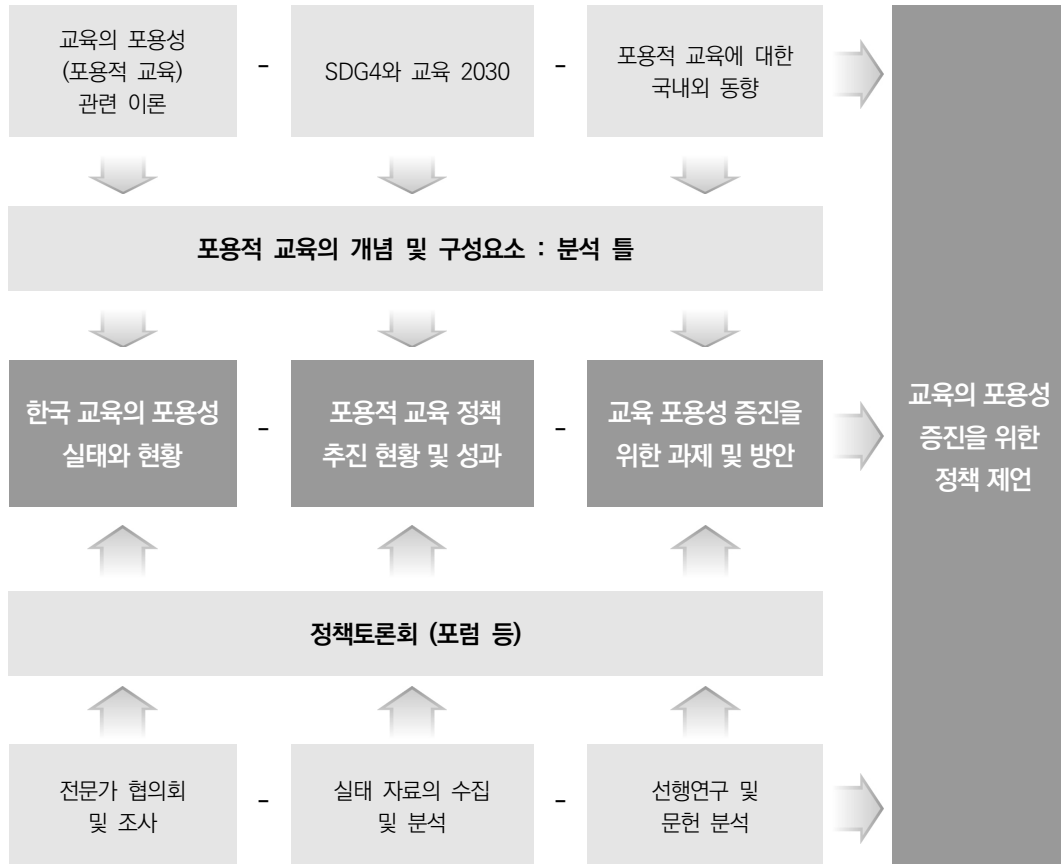 교육의 포용성
(포용적 교육)
관련 이론
-
SDG4와 교육 2030
-
포용적 교육에 대한
국내외 동향
포용적 교육의 개념 및 구성요소 : 분석 틀
한국 교육의 포용성
실태와 현황
-
포용적 교육 정책
추진 현황 및 성과
-
교육 포용성 증진을
위한 과제 및 방안
교육의 포용성
증진을 위한
정책 제언
정책토론회 (포럼 등)
전문가 협의회
및 조사
-
실태 자료의 수집
및 분석
-
선행연구 및
문헌 분석